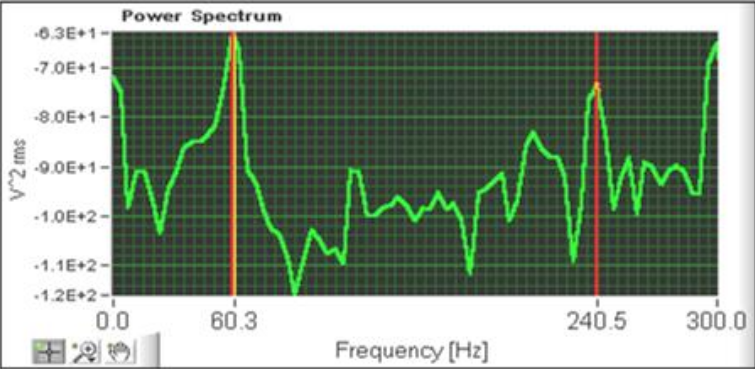 Power Spectrum
-6.3E+1
-7.0E+1
-8.0E+1
-9.0E+1
-1.0E+2
-1.1E+2
-1.2E+2
V^2 rms
0.0 60.3 240.5 300.0
Frequency [Hz]